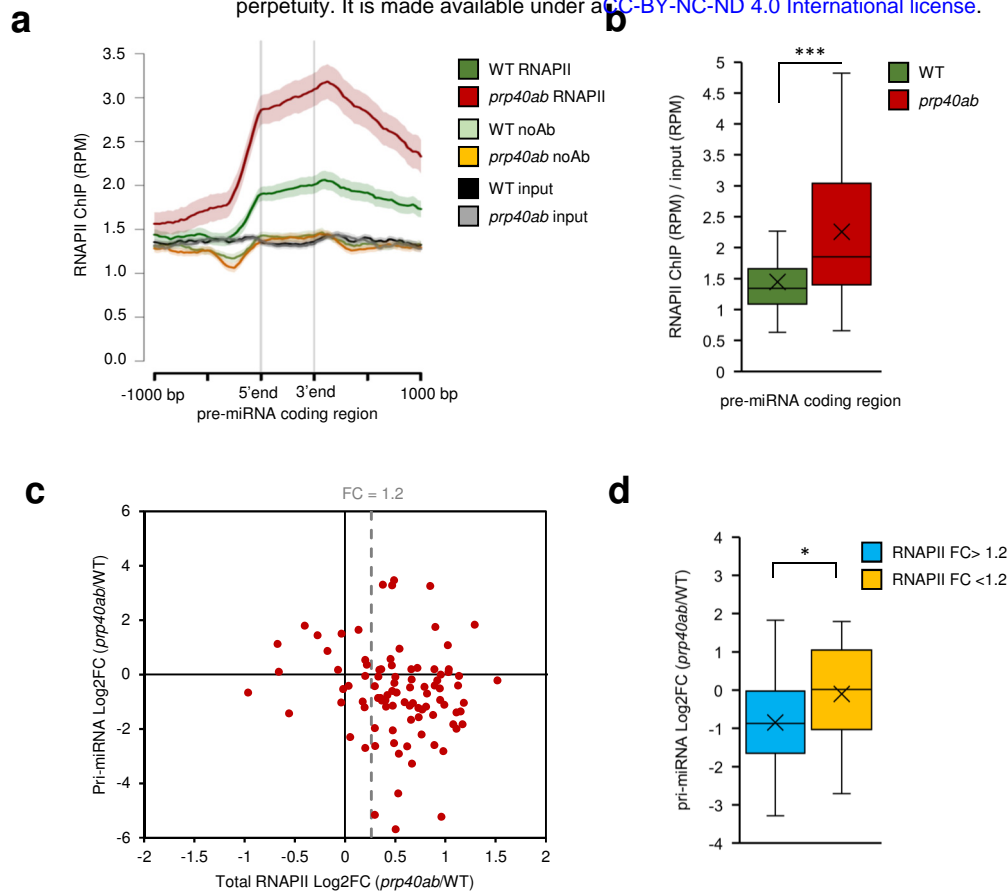 perpetuity. It is made available under aCC-BY-NC-ND 4.0 International license.
a
RNAPII ChIP (RPM)
3.5
3.0
2.5
2.0
1.5
1.0
0.5
0.0
-1000 bp
5'end
3'end
1000 bp
pre-miRNA coding region
WT RNAPII
prp40ab RNAPII
WT noAb
prp40ab noAb
WT input
prp40ab input
b
RNAPII ChIP (RPM) / input (RPM)
5
4.5
4
3.5
3
2.5
2
1.5
1
0.5
0
***
pre-miRNA coding region
WT
prp40ab
c
FC = 1.2
Pri-miRNA Log2FC (prp40ab/WT)
6
4
2
0
-2
-4
-6
-2
-1.5
-1
-0.5
0
0.5
1
1.5
2
Total RNAPII Log2FC (prp40ab/WT)
d
pri-miRNA Log2FC (prp40ab/WT)
4
3
2
1
0
-1
-2
-3
-4
*
RNAPII FC> 1.2
RNAPII FC <1.2